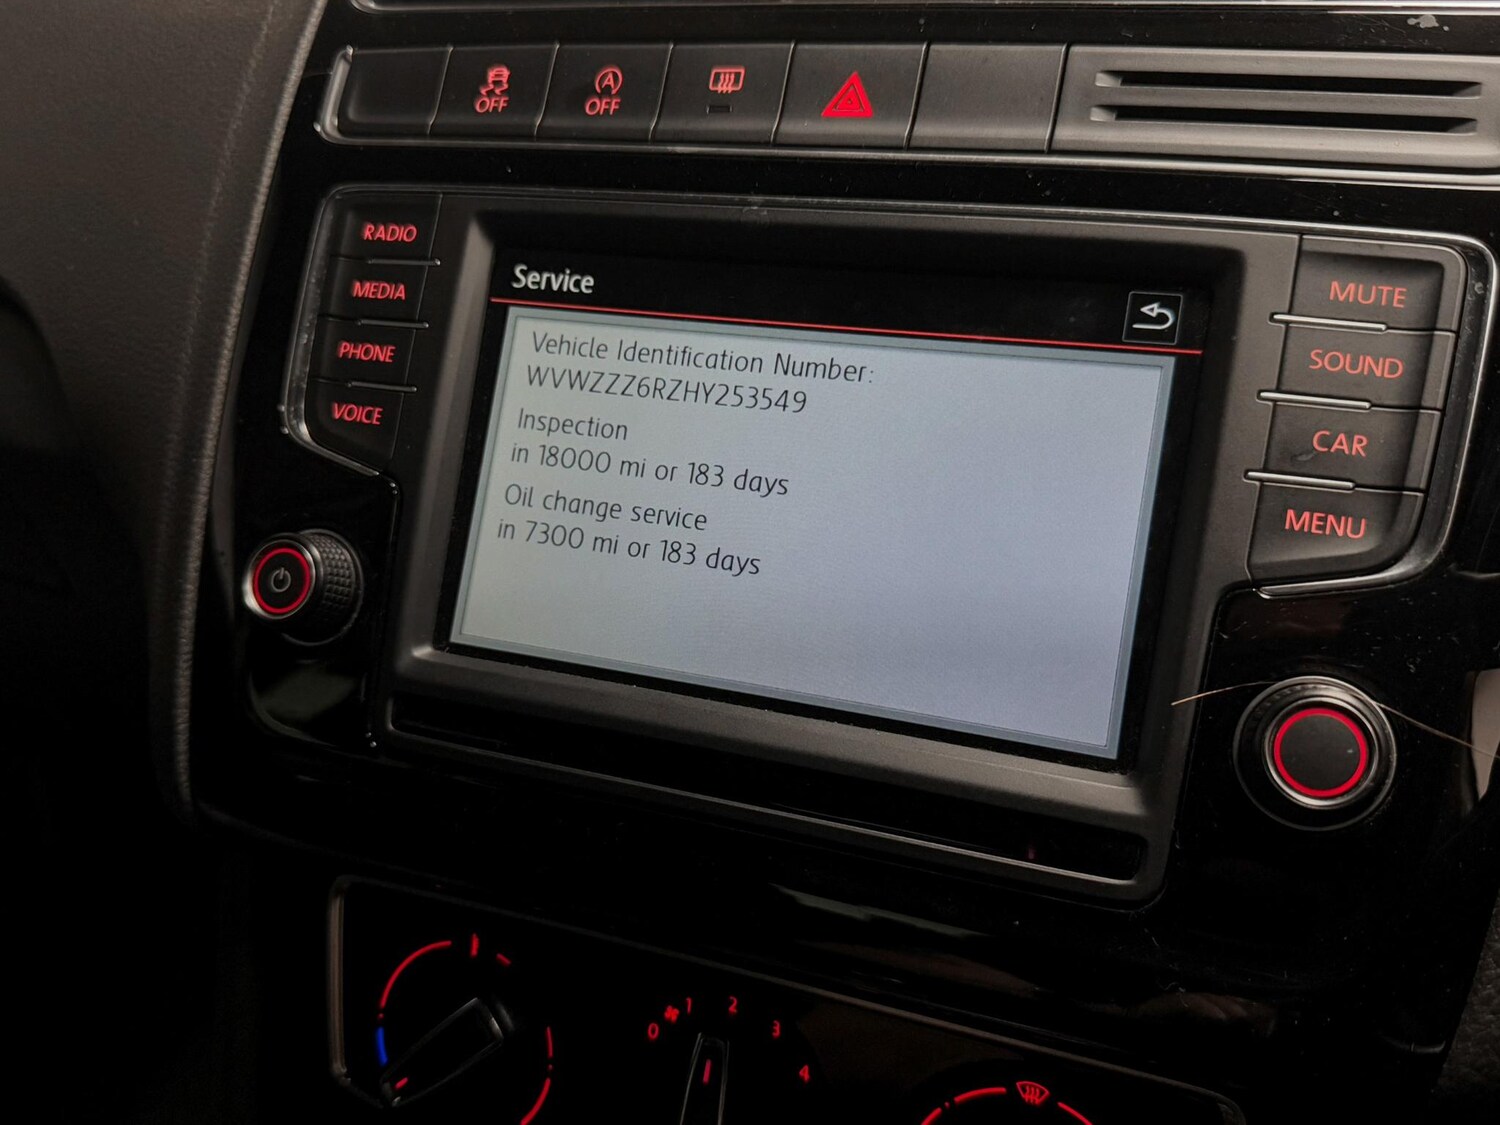 OFF
A
OFF
RADIO
MEDIA
PHONE
VOICE
Service
Vehicle Identification Number:
WVWZZZ6RZHY253549
Inspection
in 18000 mi or 183 days
Oil change service
in 7300 mi or 183 days
MUTE
SOUND
CAR
MENU
0 1 2 3 4